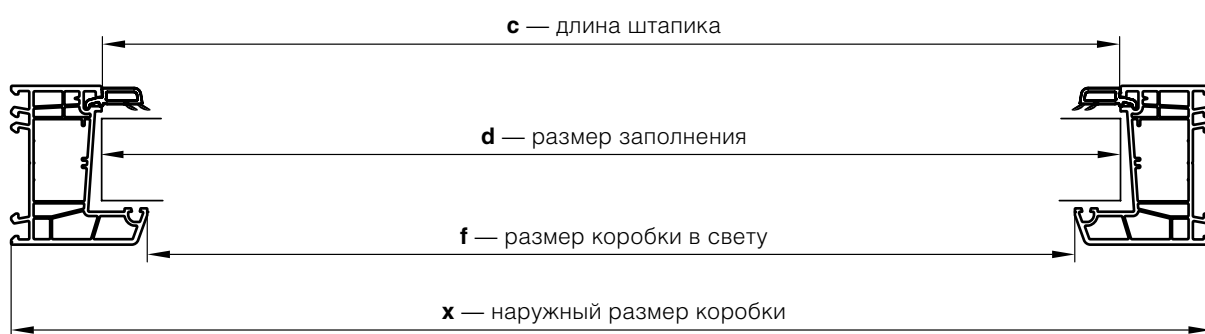 c — длина штапика
d — размер заполнения
f — размер коробки в свету
x — наружный размер коробки